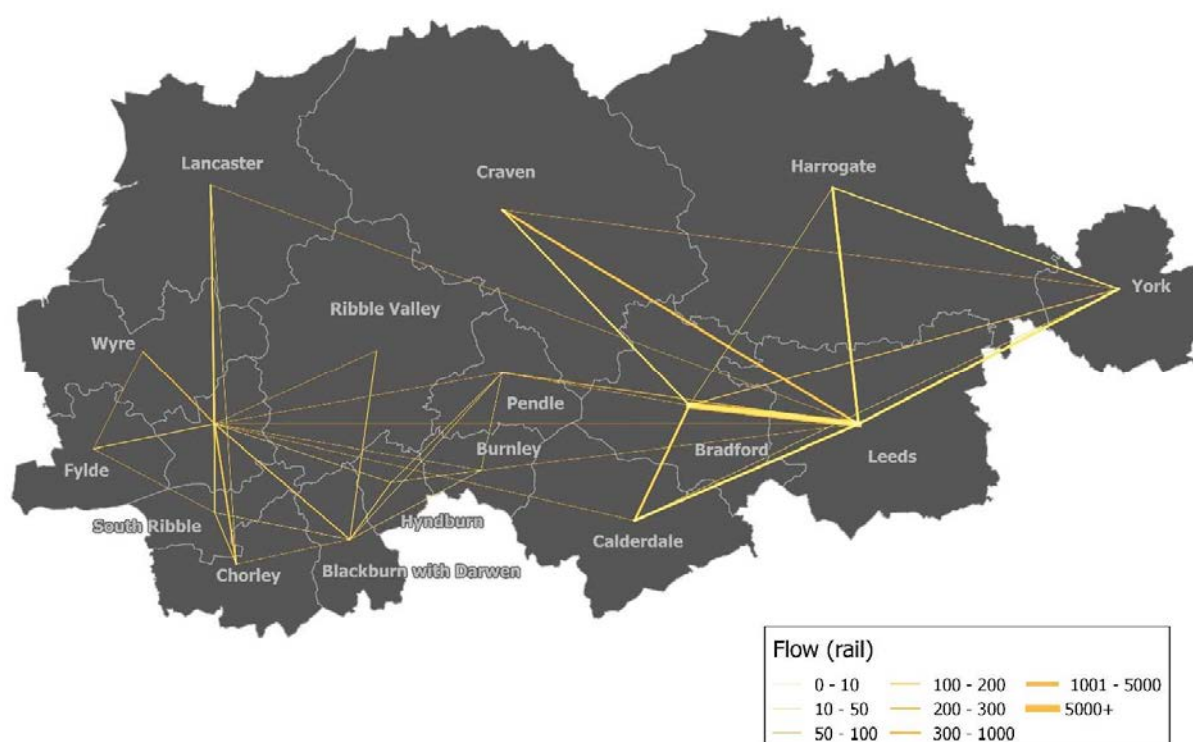 Lancaster
Craven
Harrogate
York
Ribble Valley
Wyre
Pendle
Burnley
Bradford
Leeds
Fylde
South Ribble
Hyndburn
Calderdale
Chorley
Blackburn with Darwen
Flow (rail)
0 - 10
100 - 200
1001 - 5000
10 - 50
200 - 300
5000+
50 - 100
300 - 1000